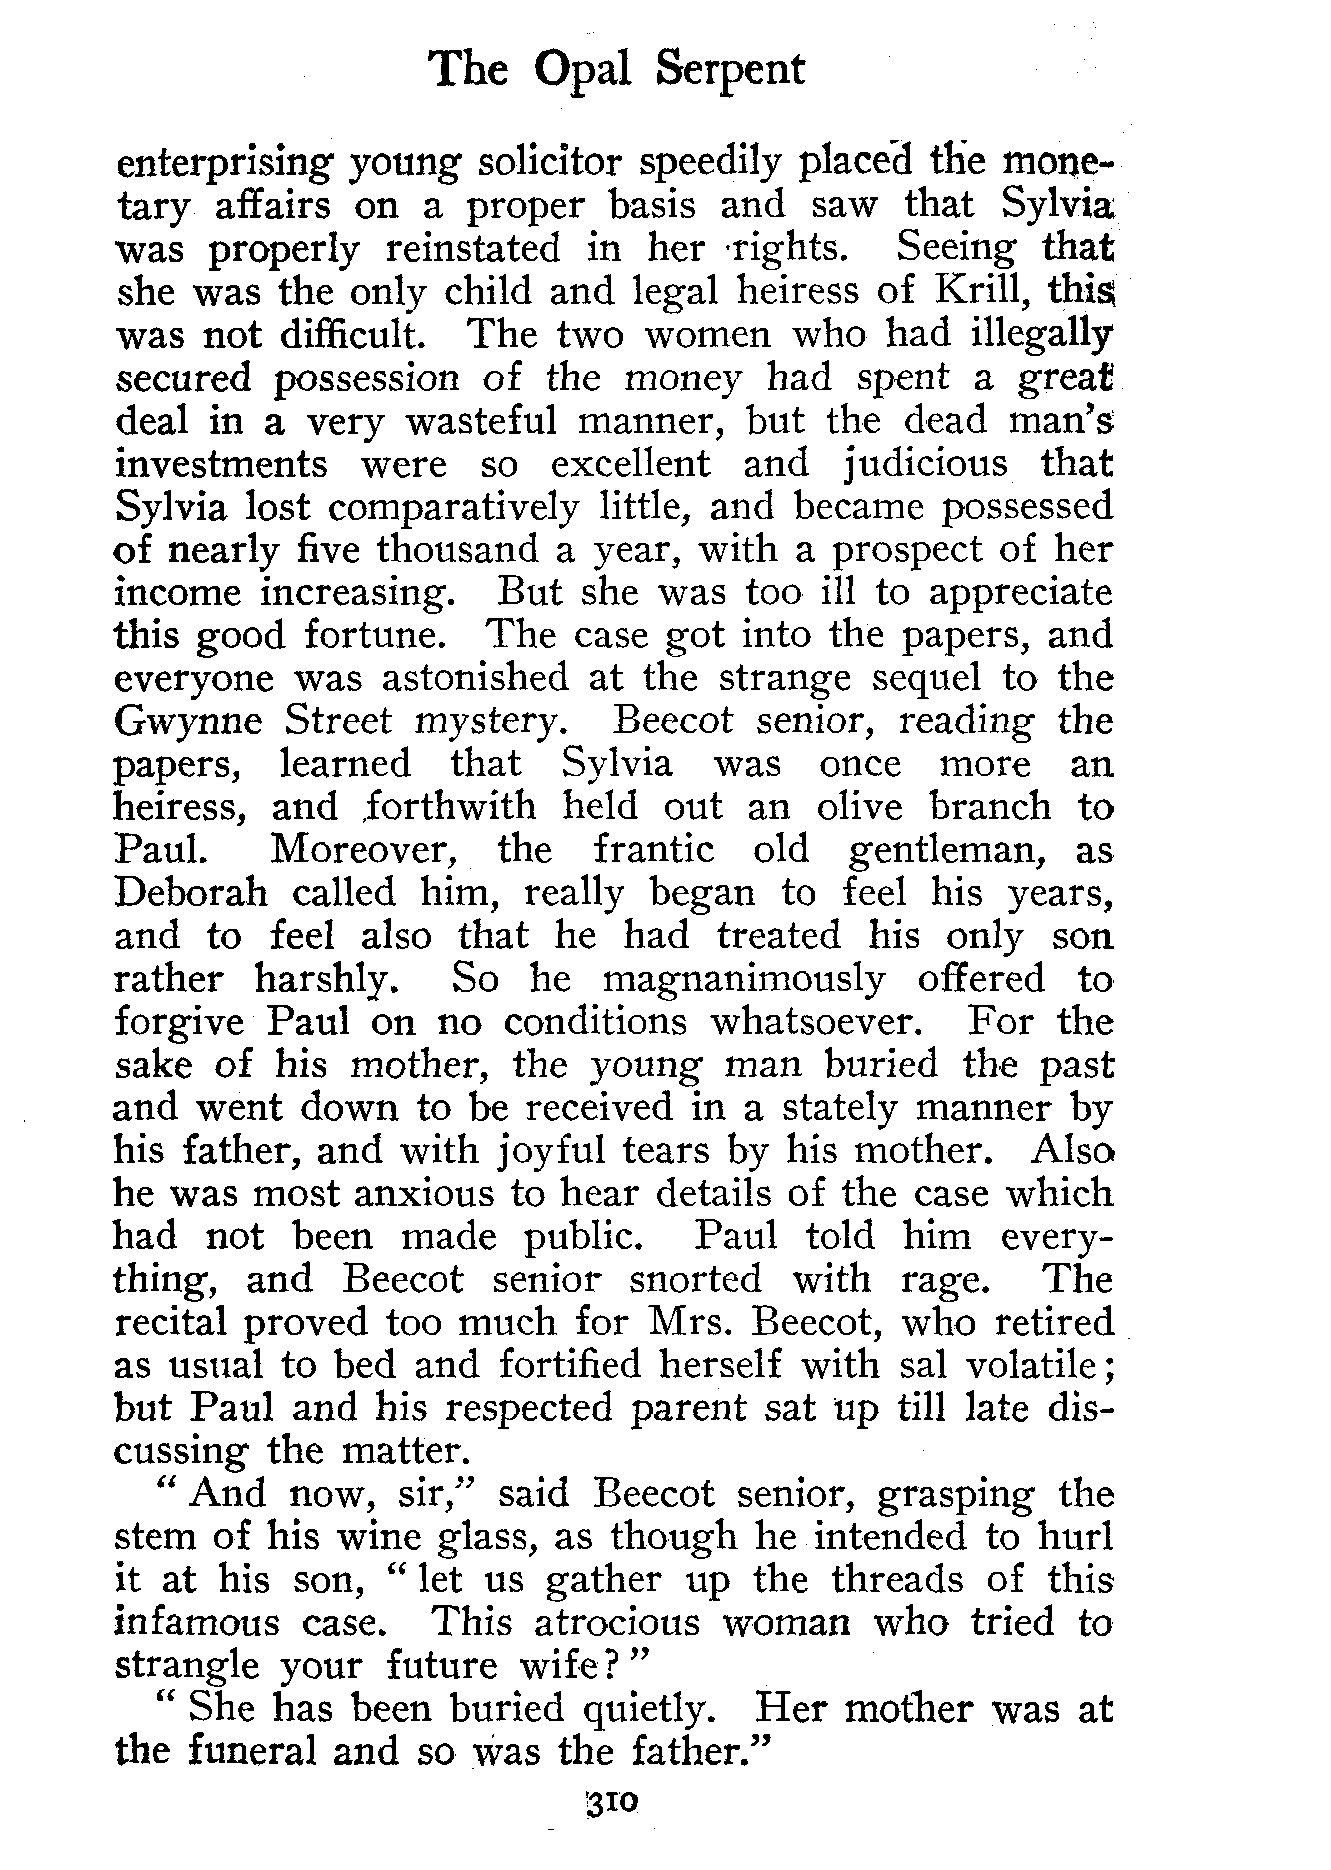 The Opal Serpent
enterprising young solicitor speedily placed the mone-
tary affairs on a proper basis and saw that Sylvia
was properly reinstated in her rights. Seeing that
she was the only child and legal heiress of Krill, this
was not difficult. The two women who had illegally
secured possession of the money had spent a great
deal in a very wasteful manner, but the dead man's
investments were so excellent and judicious that
Sylvia lost comparatively little, and became possessed
of nearly five thousand a year, with a prospect of her
income increasing. But she was too ill to appreciate
this good fortune. The case got into the papers, and
everyone was astonished at the strange sequel to the
Gwynne Street mystery. Beecot senior, reading the
papers, learned that Sylvia was once more an
heiress, and forthwith held out an olive branch to
Paul. Moreover, the frantic old gentleman, as
Deborah called him, really began to feel his years,
and to feel also that he had treated his only son
rather harshly. So he magnanimously offered to
forgive Paul on no conditions whatsoever. For the
sake of his mother, the young man buried the past
and went down to be received in a stately manner by
his father, and with joyful tears by his mother. Also
he was most anxious to hear details of the case which
had not been made public. Paul told him every-
thing, and Beecot senior snorted with rage. The
recital proved too much for Mrs. Beecot, who retired
as usual to bed and fortified herself with sal volatile;
but Paul and his respected parent sat up till late dis-
cussing the matter.
"And now, sir," said Beecot senior, grasping the
stem of his wine glass, as though he intended to hurl
it at his son, "let us gather up the threads of this
infamous case. This atrocious woman who tried to
strangle your future wife?"
"She has been buried quietly. Her mother was at
the funeral and so was the father."
310